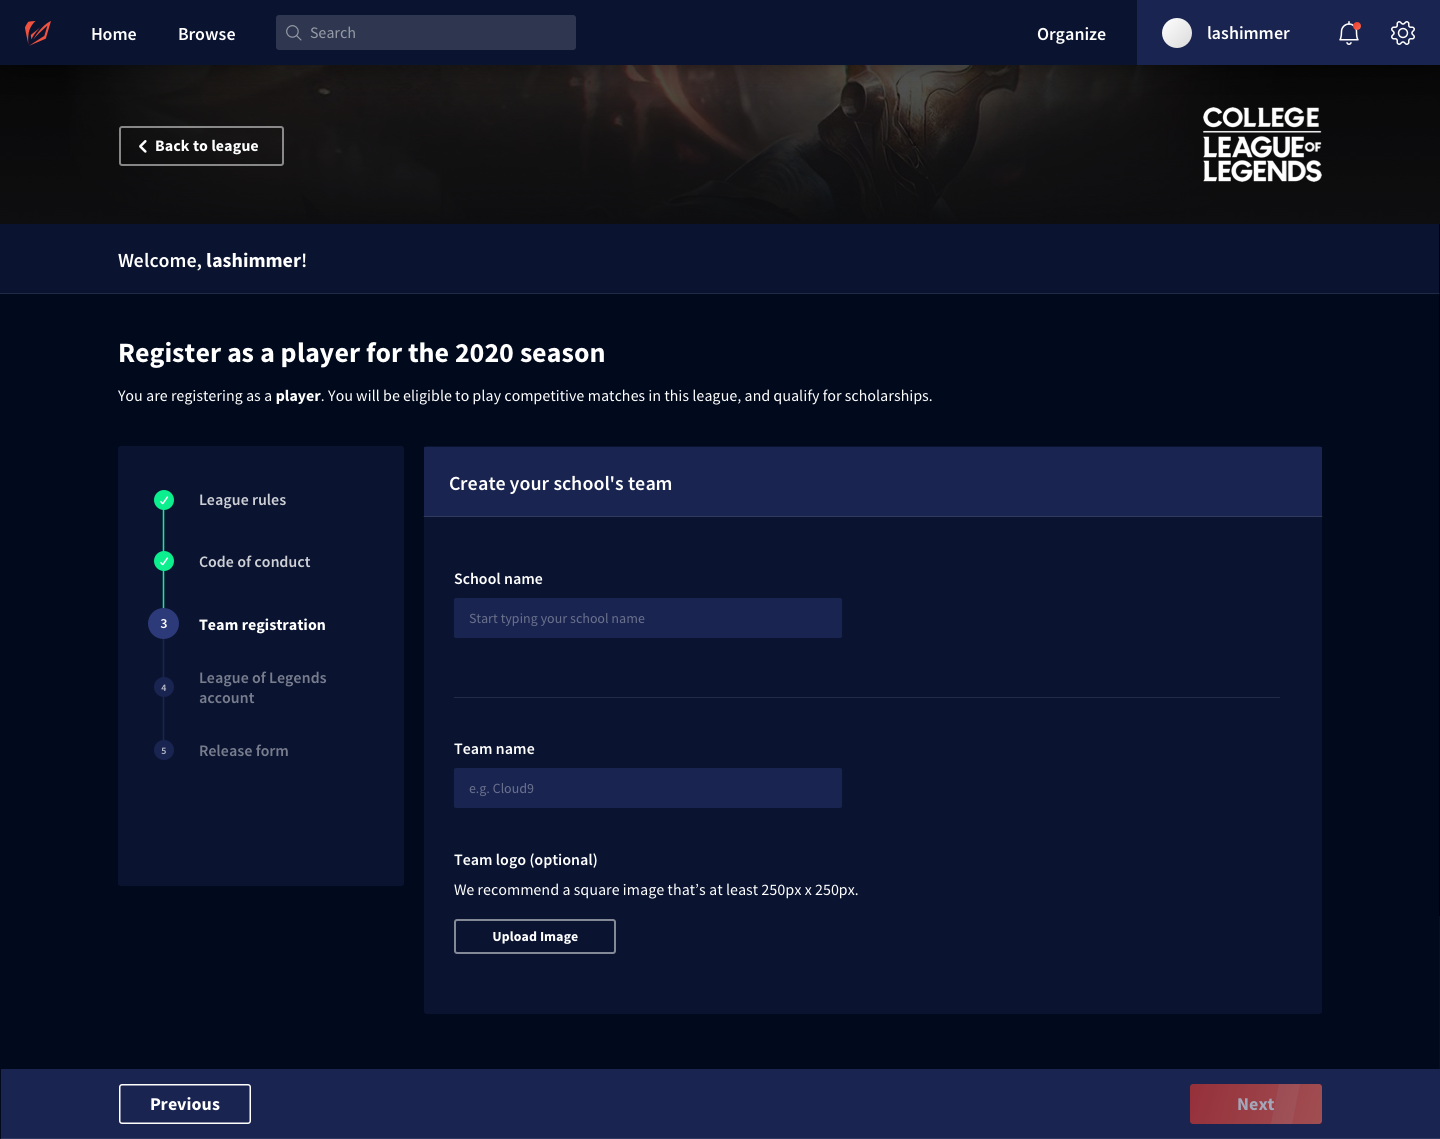 Home
Browse
Search
Organize
lashimmer
Back to league
COLLEGE
LEAGUE OF
LEGENDS
Welcome, lashimmer!
Register as a player for the 2020 season
You are registering as a player. You will be eligible to play competitive matches in this league, and qualify for scholarships.
League rules
Code of conduct
3 Team registration
4 League of Legends
account
5 Release form
Create your school's team
School name
Start typing your school name
Team name
e.g. Cloud9
Team logo (optional)
We recommend a square image that’s at least 250px x 250px.
Upload Image
Previous
Next